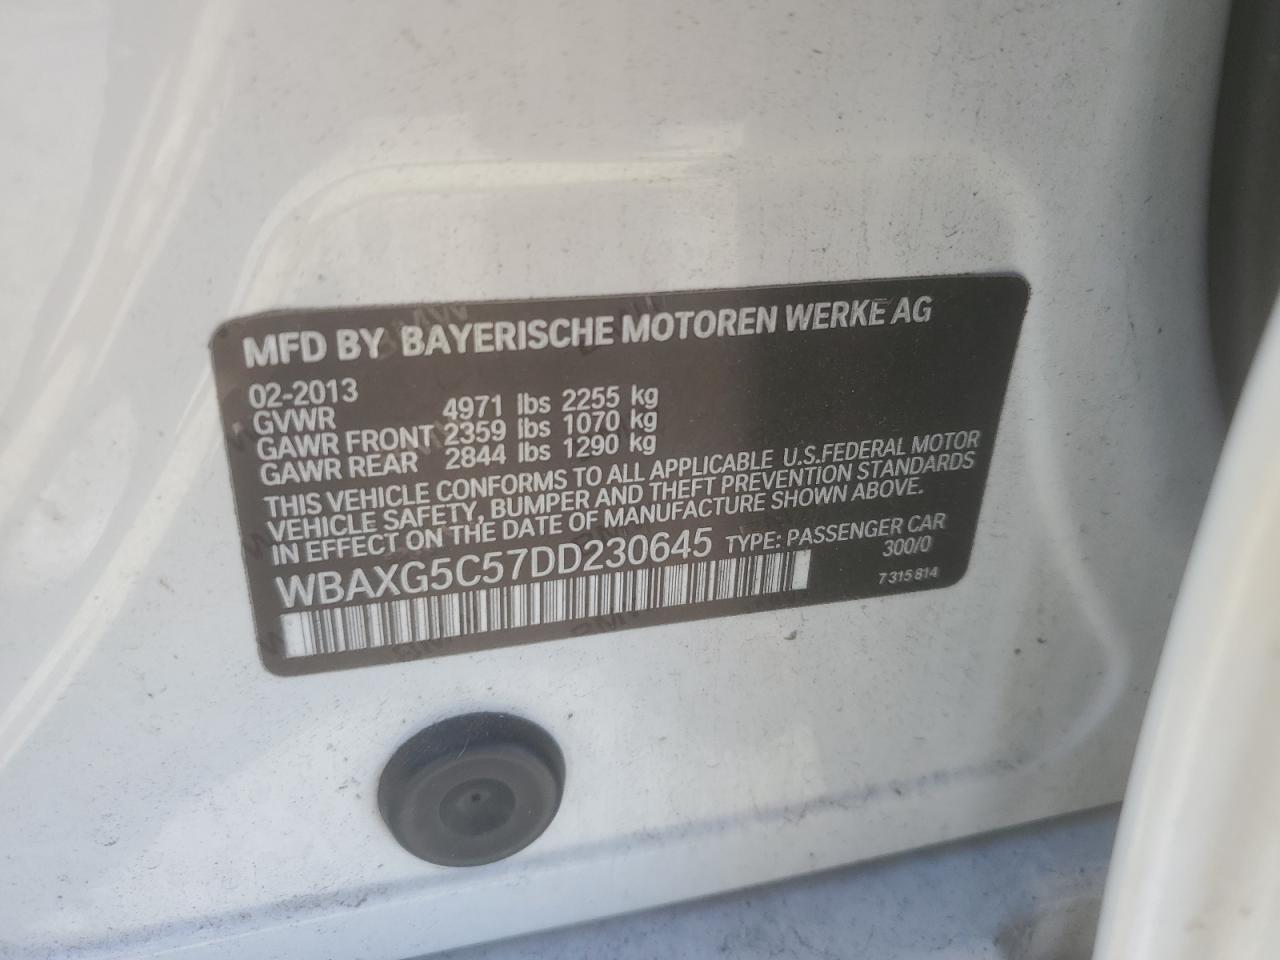 MFD BY BAYERISCHE MOTOREN WERKE AG
02-2013
GVWR 4971 lbs 2255 kg
GAWR FRONT 2359 lbs 1070 kg
GAWR REAR 2844 lbs 1290 kg
THIS VEHICLE CONFORMS TO ALL APPLICABLE U.S.FEDERAL MOTOR
VEHICLE SAFETY, BUMPER AND THEFT PREVENTION STANDARDS
IN EFFECT ON THE DATE OF MANUFACTURE SHOWN ABOVE.
WBAXG5C57DD230645 TYPE: PASSENGER CAR
300/0
7 315 814